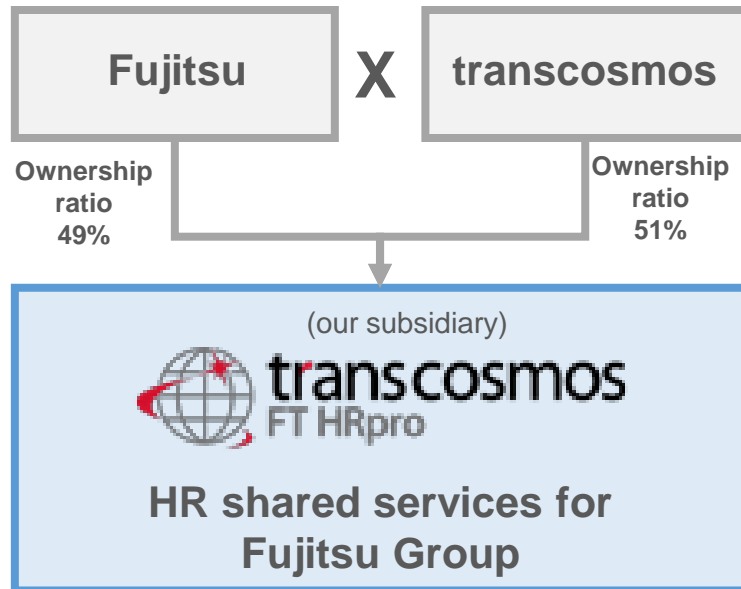 Fujitsu
X
transcosmos
Ownership
ratio
49%
Ownership
ratio
51%
(our subsidiary)
transcosmos
FT HRpro
HR shared services for
Fujitsu Group